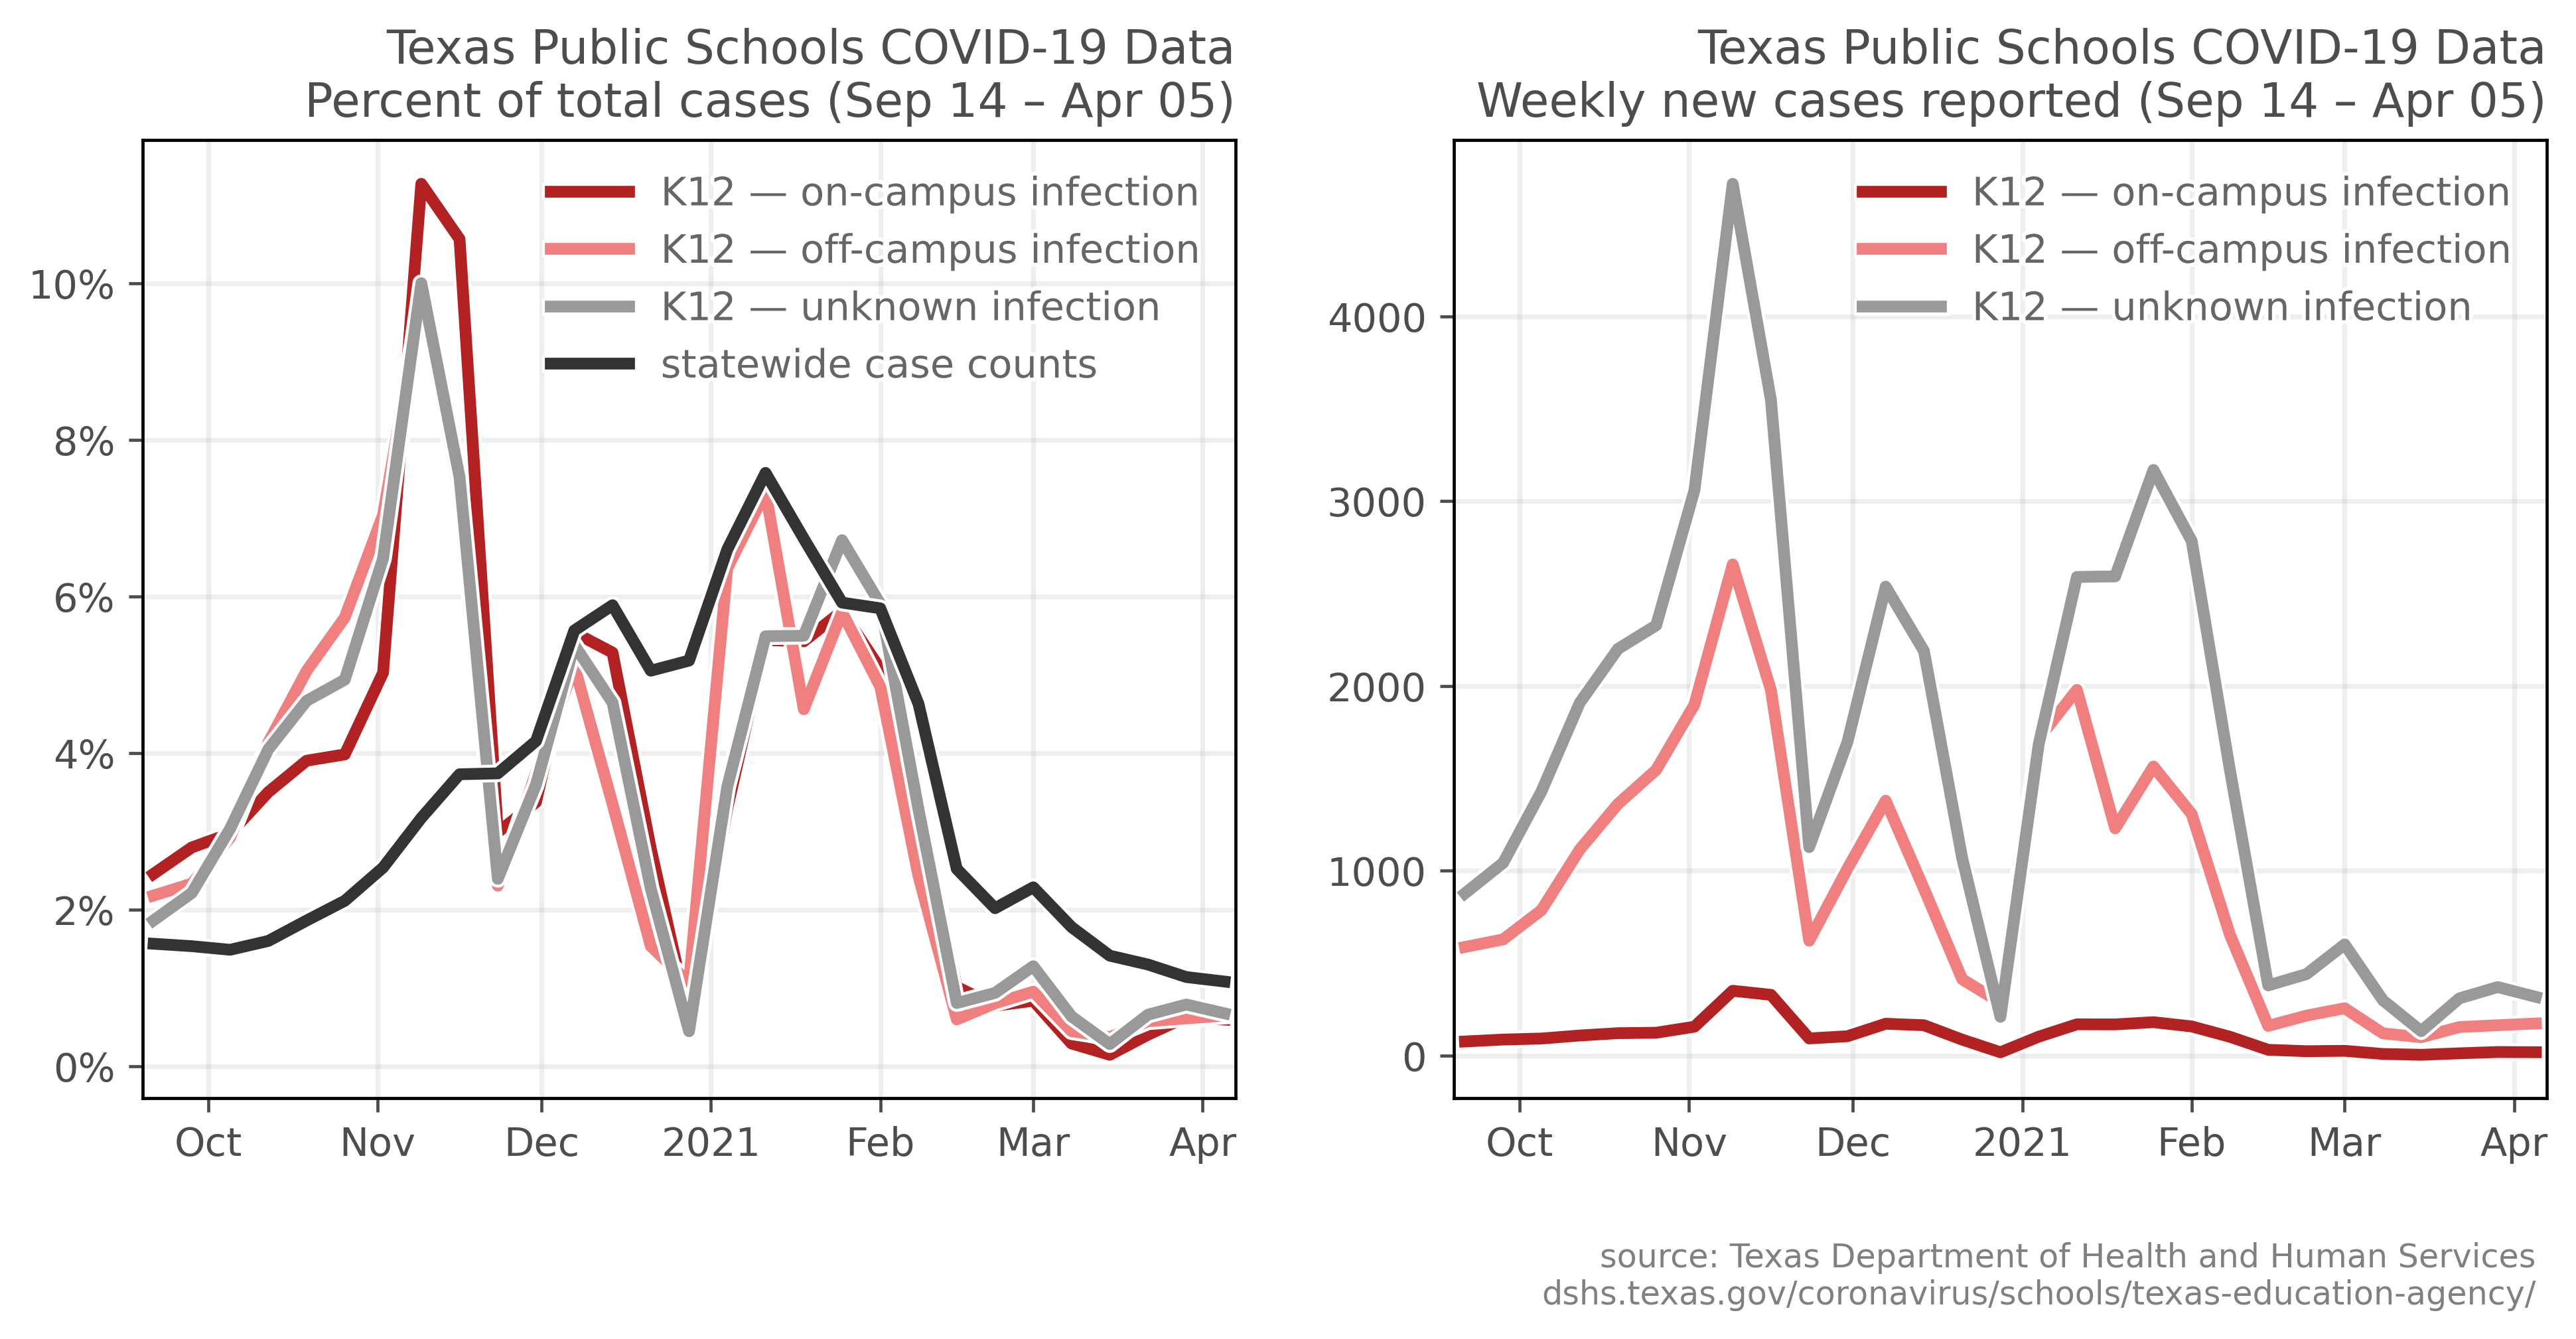 Texas Public Schools COVID-19 Data
Percent of total cases (Sep 14 – Apr 05)
K12 — on-campus infection
K12 — off-campus infection
K12 — unknown infection
statewide case counts
10%
8%
6%
4%
2%
0%
Oct Nov Dec 2021 Feb Mar Apr
Texas Public Schools COVID-19 Data
Weekly new cases reported (Sep 14 – Apr 05)
K12 — on-campus infection
K12 — off-campus infection
K12 — unknown infection
4000
3000
2000
1000
0
Oct Nov Dec 2021 Feb Mar Apr
source: Texas Department of Health and Human Services
dshs.texas.gov/coronavirus/schools/texas-education-agency/